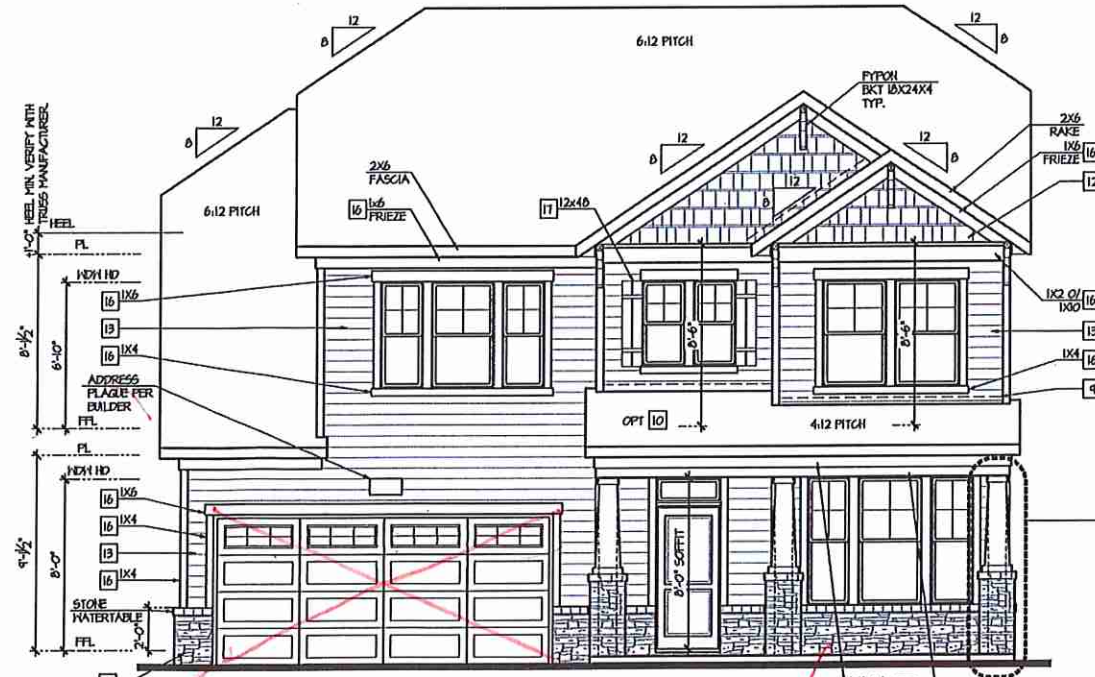 12
8
6:12 PITCH
12
8
FYPON
BKT 18X24X4
TYP.
12
8
2X6
RAKE
1X6
FRIEZE 16
12
12
8
12
8
12
8
1'-0" HEEL MIN. VERIFY WITH
TRUSS MANUFACTURER.
HEEL
PL
6:12 PITCH
2X6
FASCIA
16 1X6
FRIEZE
17 12x48
WDW HD
16 1X6
13
16 1X4
8'-1/2"
6'-10"
8'-6"
8'-6"
1X2 O/
1X10 16
13
1X4 16
9
ADDRESS
PLAQUE PER
BUILDER
FFL
OPT 10
4:12 PITCH
PL
WDW HD
16 1X6
16 1X4
13
16 1X4
9'-1/2"
8'-0"
8'-0" SOFFIT
STONE
WATERTABLE
2'-0"
FFL